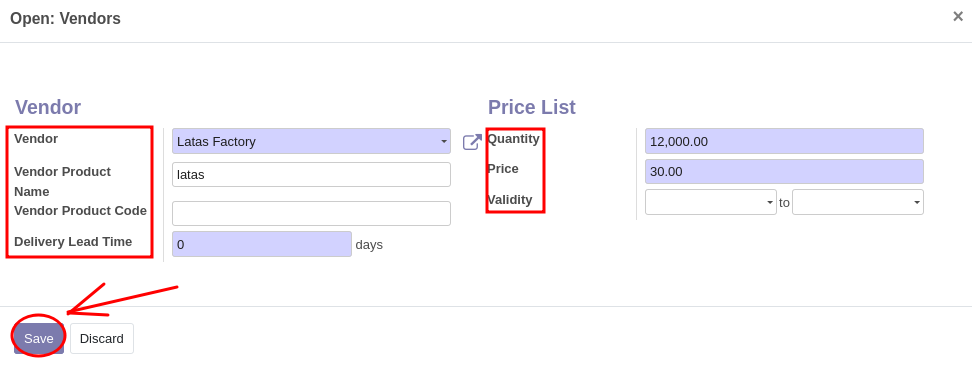 Open: Vendors ×
Vendor
Vendor Latas Factory
Vendor Product
Name latas
Vendor Product Code
Delivery Lead Time 0 days
Price List
Quantity 12,000.00
Price 30.00
Validity to
Save Discard